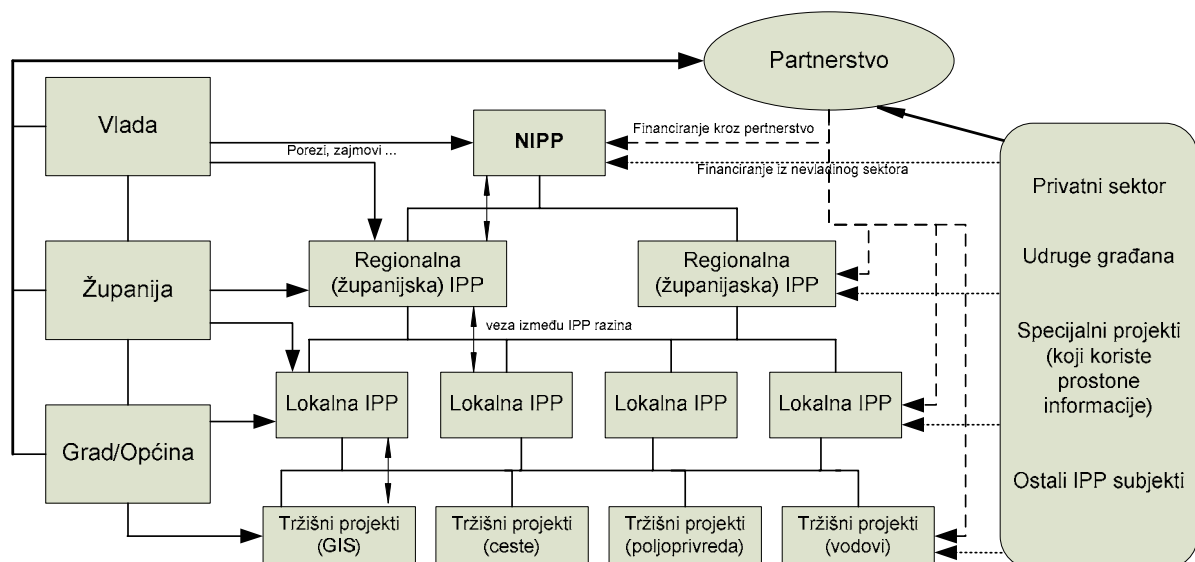 Partnerstvo
Vlada
NIPP
Financiranje kroz pertnerstvo
Porezi, zajmovi ...
Financiranje iz nevladinog sektora
Privatni sektor
Županija
Regionalna
(županijska) IPP
Regionalna
(županijaska) IPP
Udruge građana
veza između IPP razina
Specijalni projekti
(koji koriste
prostone
informacije)
Lokalna IPP
Lokalna IPP
Lokalna IPP
Lokalna IPP
Grad/Općina
Ostali IPP subjekti
Tržišni projekti
(GIS)
Tržišni projekti
(ceste)
Tržišni projekti
(poljoprivreda)
Tržišni projekti
(vodovi)